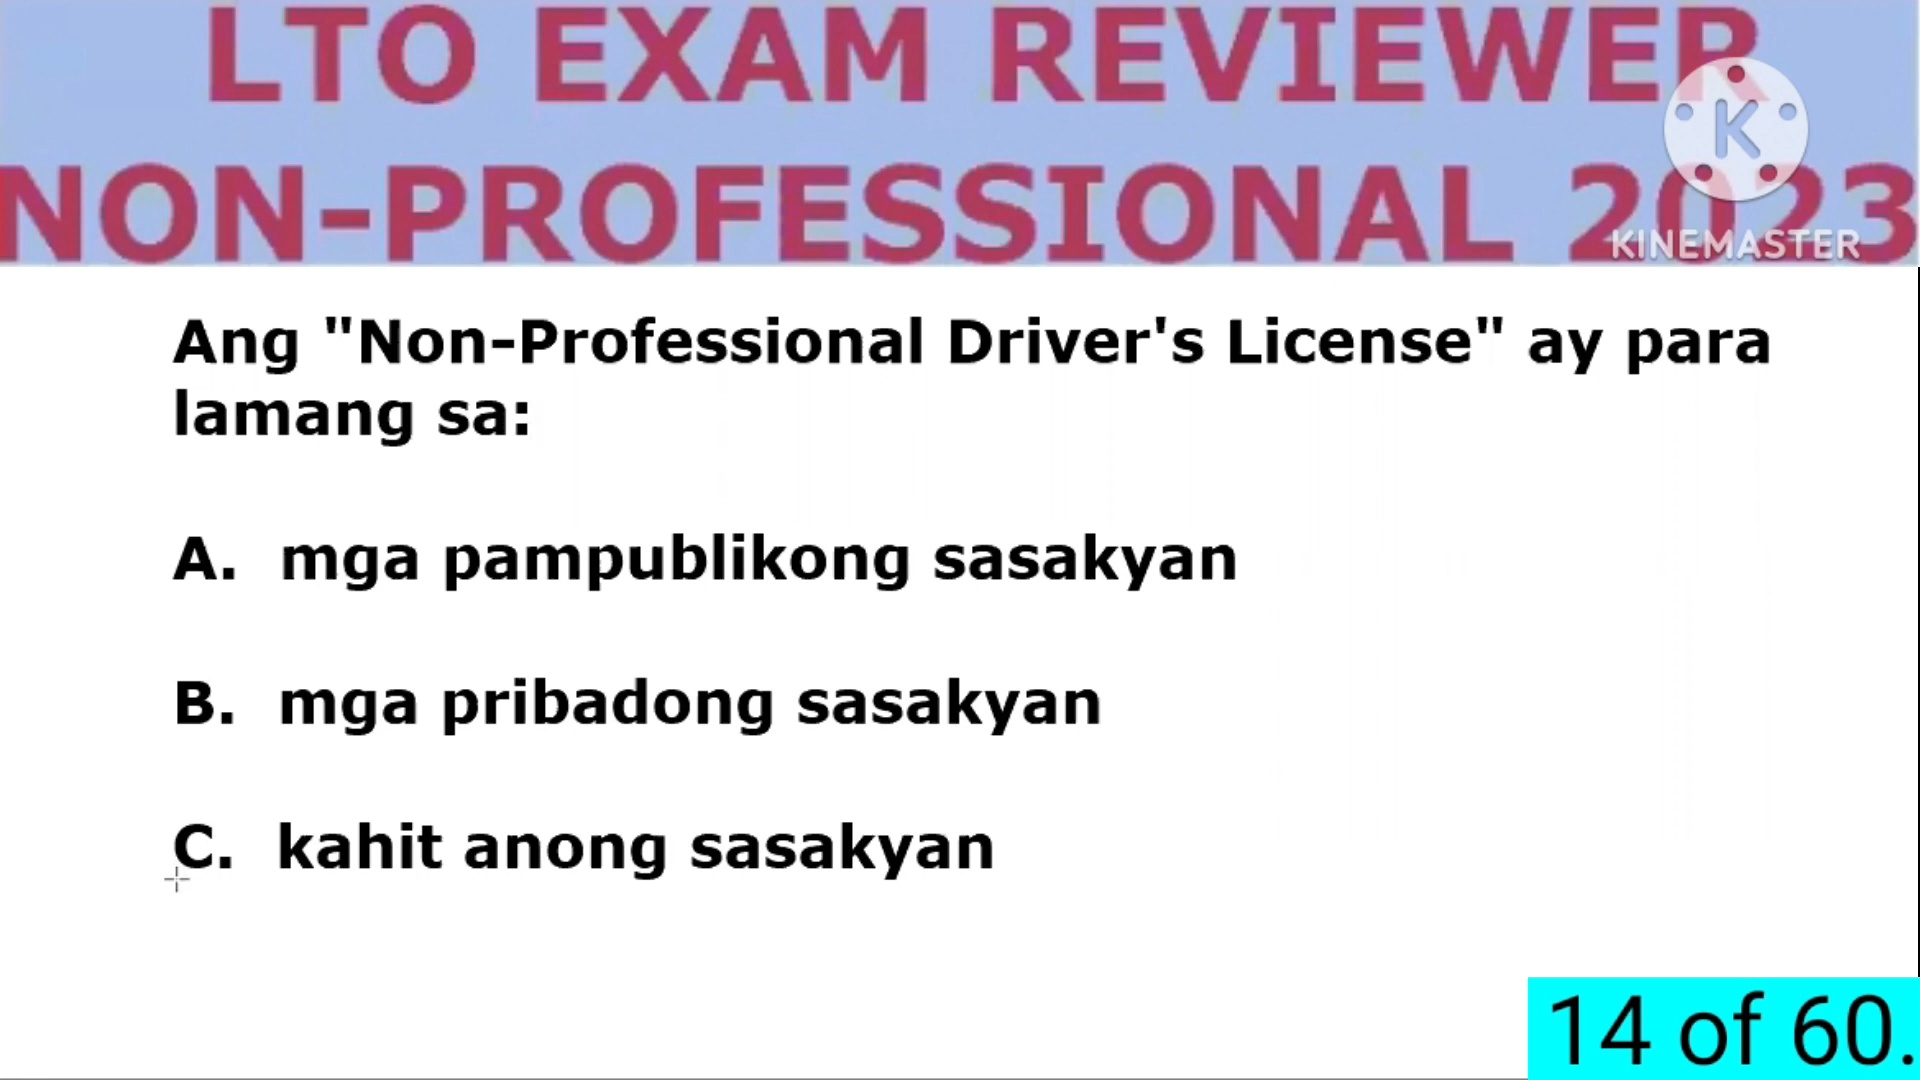 LTO EXAM REVIEWER
K
NON-PROFESSIONAL 2023
KINEMASTER
Ang "Non-Professional Driver's License" ay para
lamang sa:
A. mga pampublikong sasakyan
B. mga pribadong sasakyan
C. kahit anong sasakyan
14 of 60.